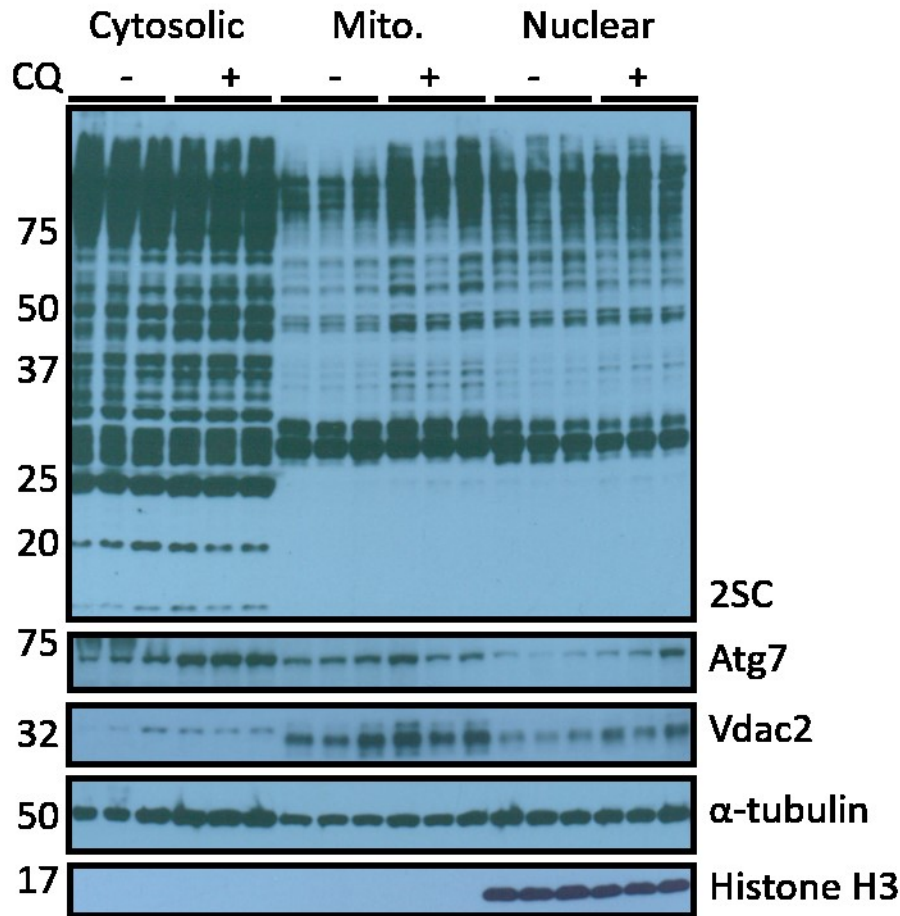 Cytosolic Mito. Nuclear
CQ - + - + - +
75
50
37
25
20
2SC
75 Atg7
32 Vdac2
50 α-tubulin
17 Histone H3